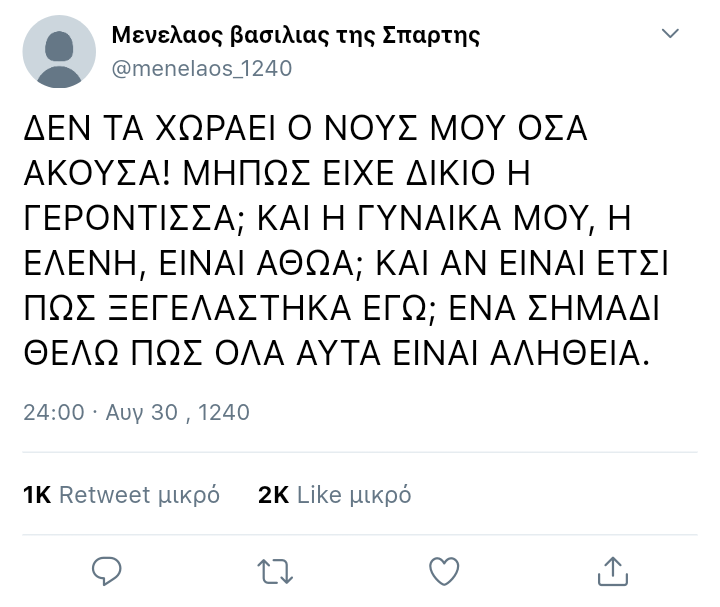 Μενελαος βασιλιας της Σπαρτης
@menelaos_1240
ΔΕΝ ΤΑ ΧΩΡΑΕΙ Ο ΝΟΥΣ ΜΟΥ ΟΣΑ
ΑΚΟΥΣΑ! ΜΗΠΩΣ ΕΙΧΕ ΔΙΚΙΟ Η
ΓΕΡΟΝΤΙΣΣΑ; ΚΑΙ Η ΓΥΝΑΙΚΑ ΜΟΥ, Η
ΕΛΕΝΗ, ΕΙΝΑΙ ΑΘΩΑ; ΚΑΙ ΑΝ ΕΙΝΑΙ ΕΤΣΙ
ΠΩΣ ΞΕΓΕΛΑΣΤΗΚΑ ΕΓΩ; ΕΝΑ ΣΗΜΑΔΙ
ΘΕΛΩ ΠΩΣ ΟΛΑ ΑΥΤΑ ΕΙΝΑΙ ΑΛΗΘΕΙΑ.
24:00 · Αυγ 30 , 1240
1K Retweet μικρό 2K Like μικρό